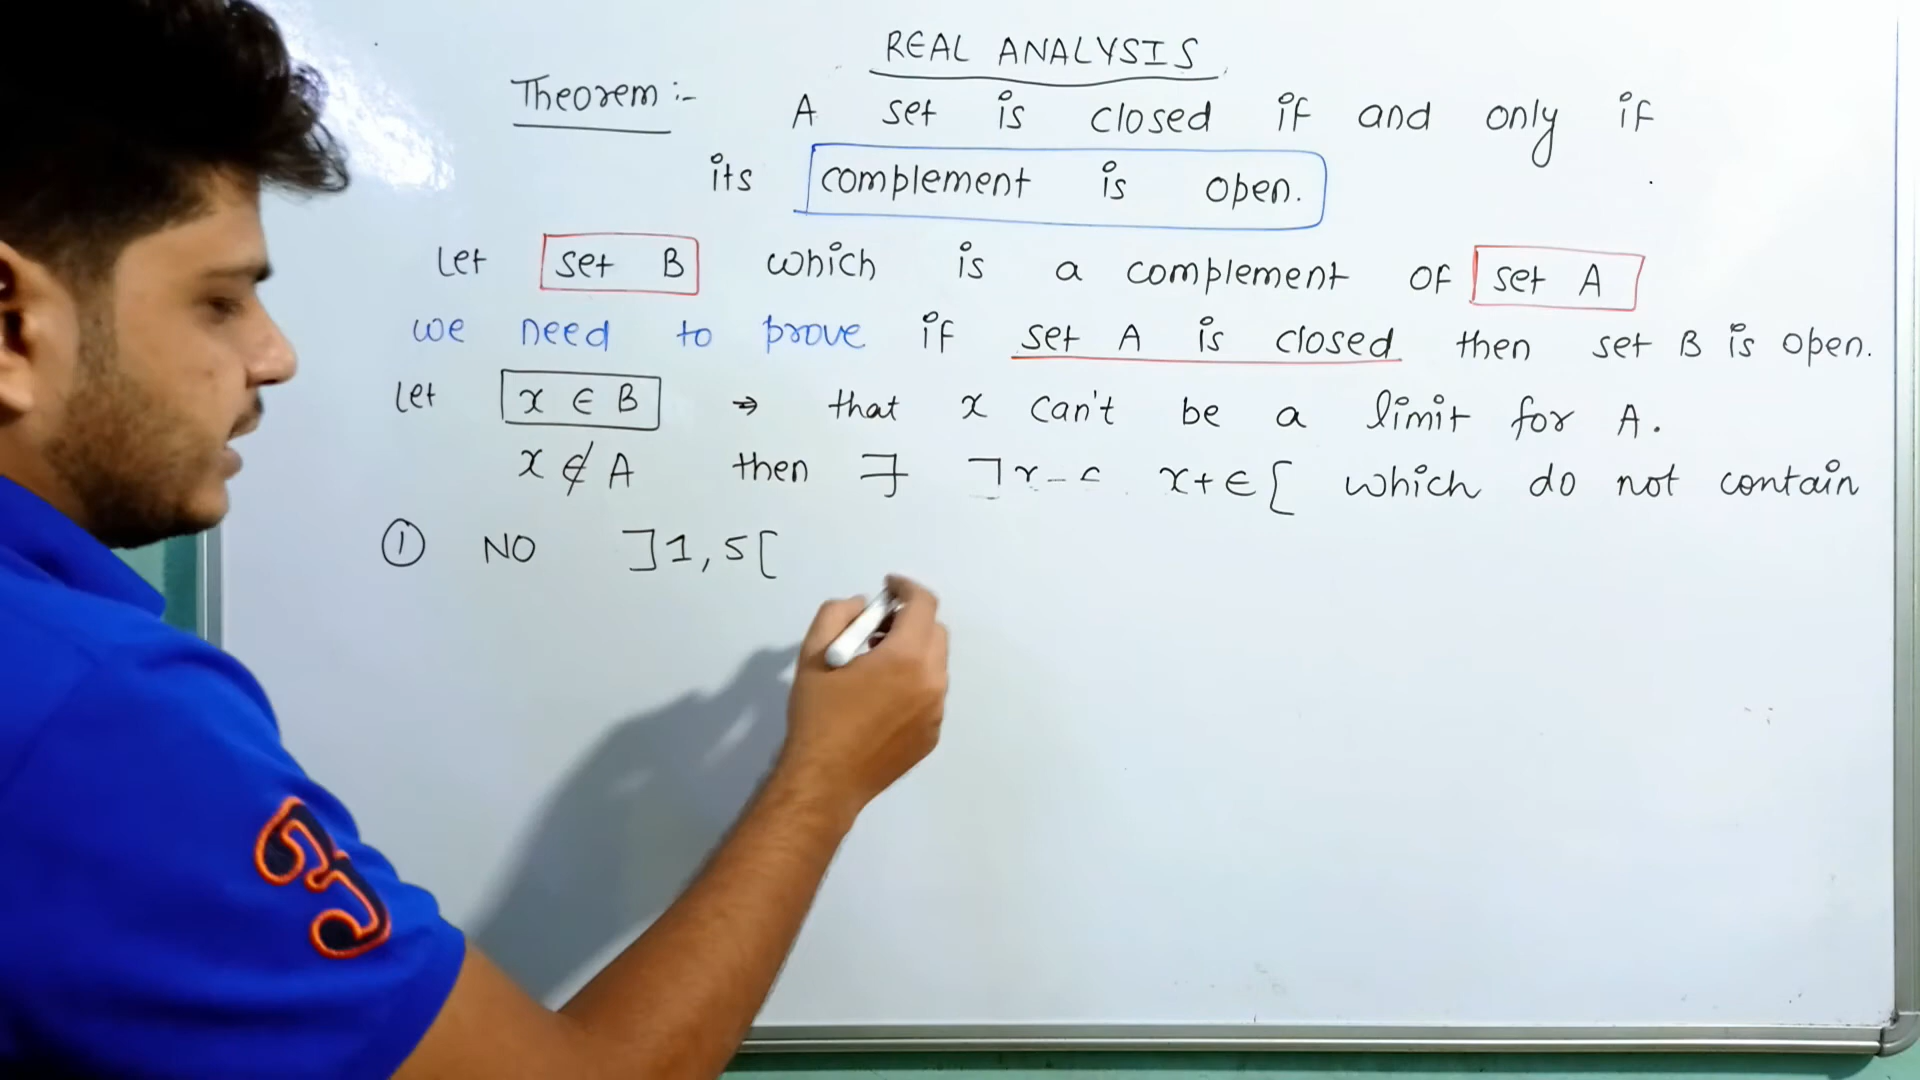 REAL ANALYSIS
Theorem :- A set is closed if and only if
its complement is open.
Let set B which is a complement of set A
we need to prove if set A is closed then set B is open.
Let x ∈ B ⇒ that x can't be a limit for A.
x ∉ A then ∃ x+∈[ which do not contain
① NO ]1,5[
3